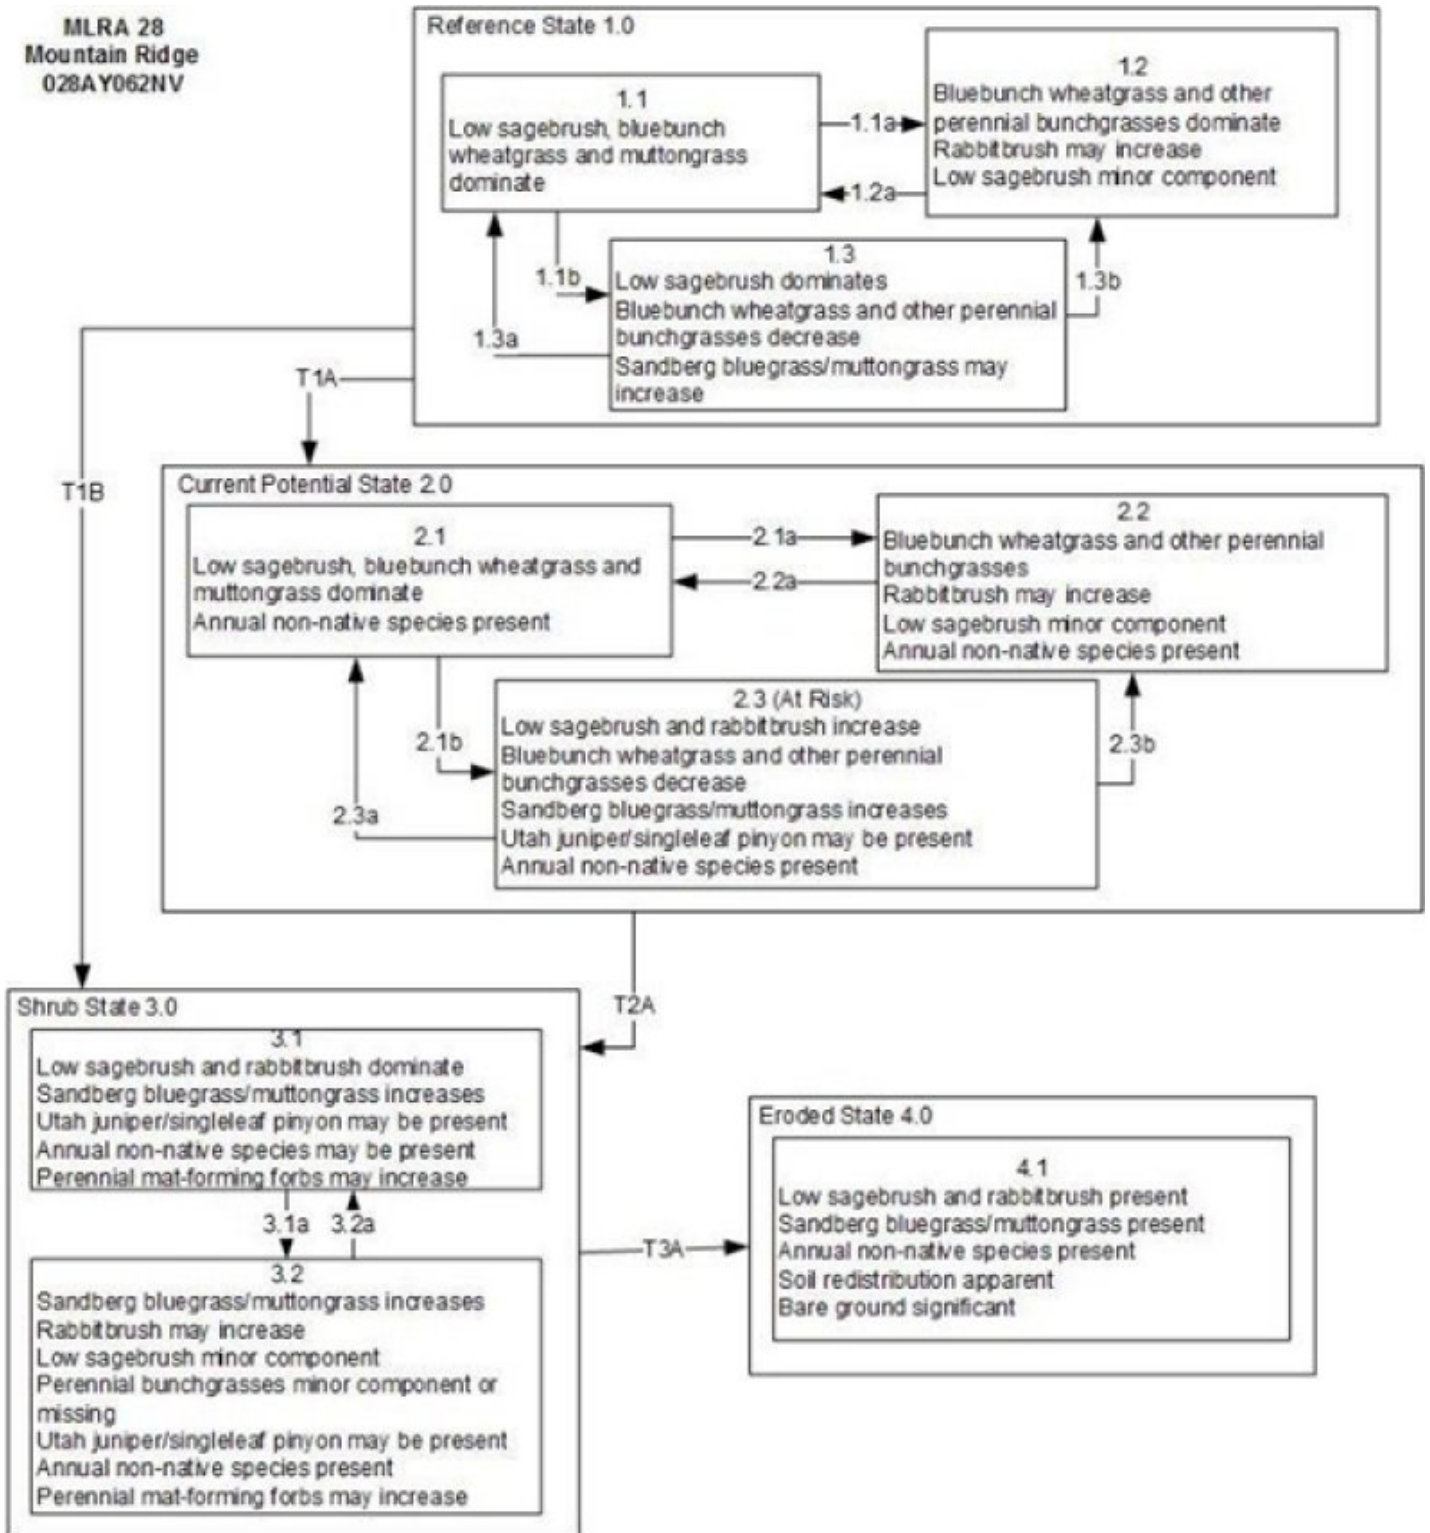 MLRA 28
Mountain Ridge
028AY062NV
Reference State 1.0
1.1
Low sagebrush, bluebunch
wheatgrass and muttongrass
dominate
1.1a
1.2a
1.2
Bluebunch wheatgrass and other
perennial bunchgrasses dominate
Rabbitbrush may increase
Low sagebrush minor component
1.1b
1.3a
1.3
Low sagebrush dominates
Bluebunch wheatgrass and other perennial
bunchgrasses decrease
Sandberg bluegrass/muttongrass may
increase
1.3b
T1A
T1B
Current Potential State 2.0
2.1
Low sagebrush, bluebunch wheatgrass and
muttongrass dominate
Annual non-native species present
2.1a
2.2a
2.2
Bluebunch wheatgrass and other perennial
bunchgrasses
Rabbitbrush may increase
Low sagebrush minor component
Annual non-native species present
2.1b
2.3a
2.3 (At Risk)
Low sagebrush and rabbitbrush increase
Bluebunch wheatgrass and other perennial
bunchgrasses decrease
Sandberg bluegrass/muttongrass increases
Utah juniper/singleleaf pinyon may be present
Annual non-native species present
2.3b
T2A
Shrub State 3.0
3.1
Low sagebrush and rabbitbrush dominate
Sandberg bluegrass/muttongrass increases
Utah juniper/singleleaf pinyon may be present
Annual non-native species may be present
Perennial mat-forming forbs may increase
3.1a
3.2a
3.2
Sandberg bluegrass/muttongrass increases
Rabbitbrush may increase
Low sagebrush minor component
Perennial bunchgrasses minor component or
missing
Utah juniper/singleleaf pinyon may be present
Annual non-native species present
Perennial mat-forming forbs may increase
T3A
Eroded State 4.0
4.1
Low sagebrush and rabbitbrush present
Sandberg bluegrass/muttongrass present
Annual non-native species present
Soil redistribution apparent
Bare ground significant